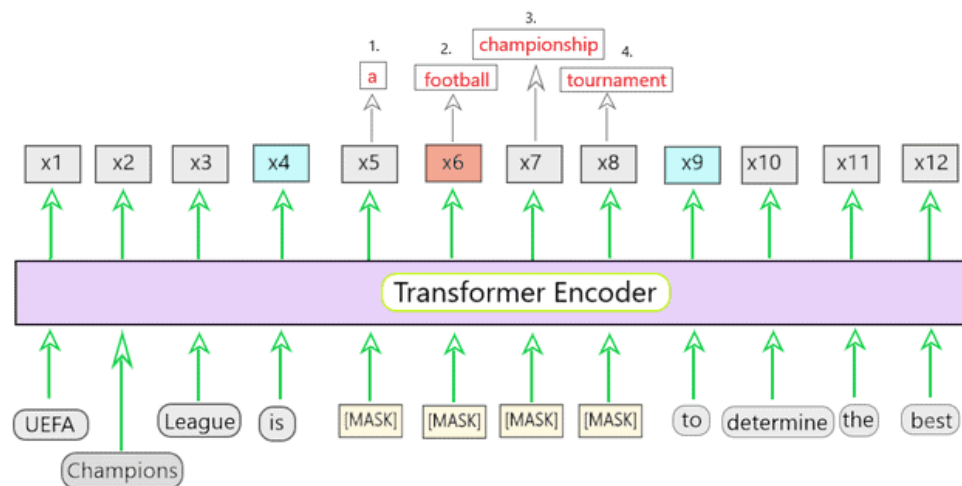 1. 2. 3. 4.
a football championship tournament
x1 x2 x3 x4 x5 x6 x7 x8 x9 x10 x11 x12
Transformer Encoder
UEFA Champions League is [MASK] [MASK] [MASK] [MASK] to determine the best